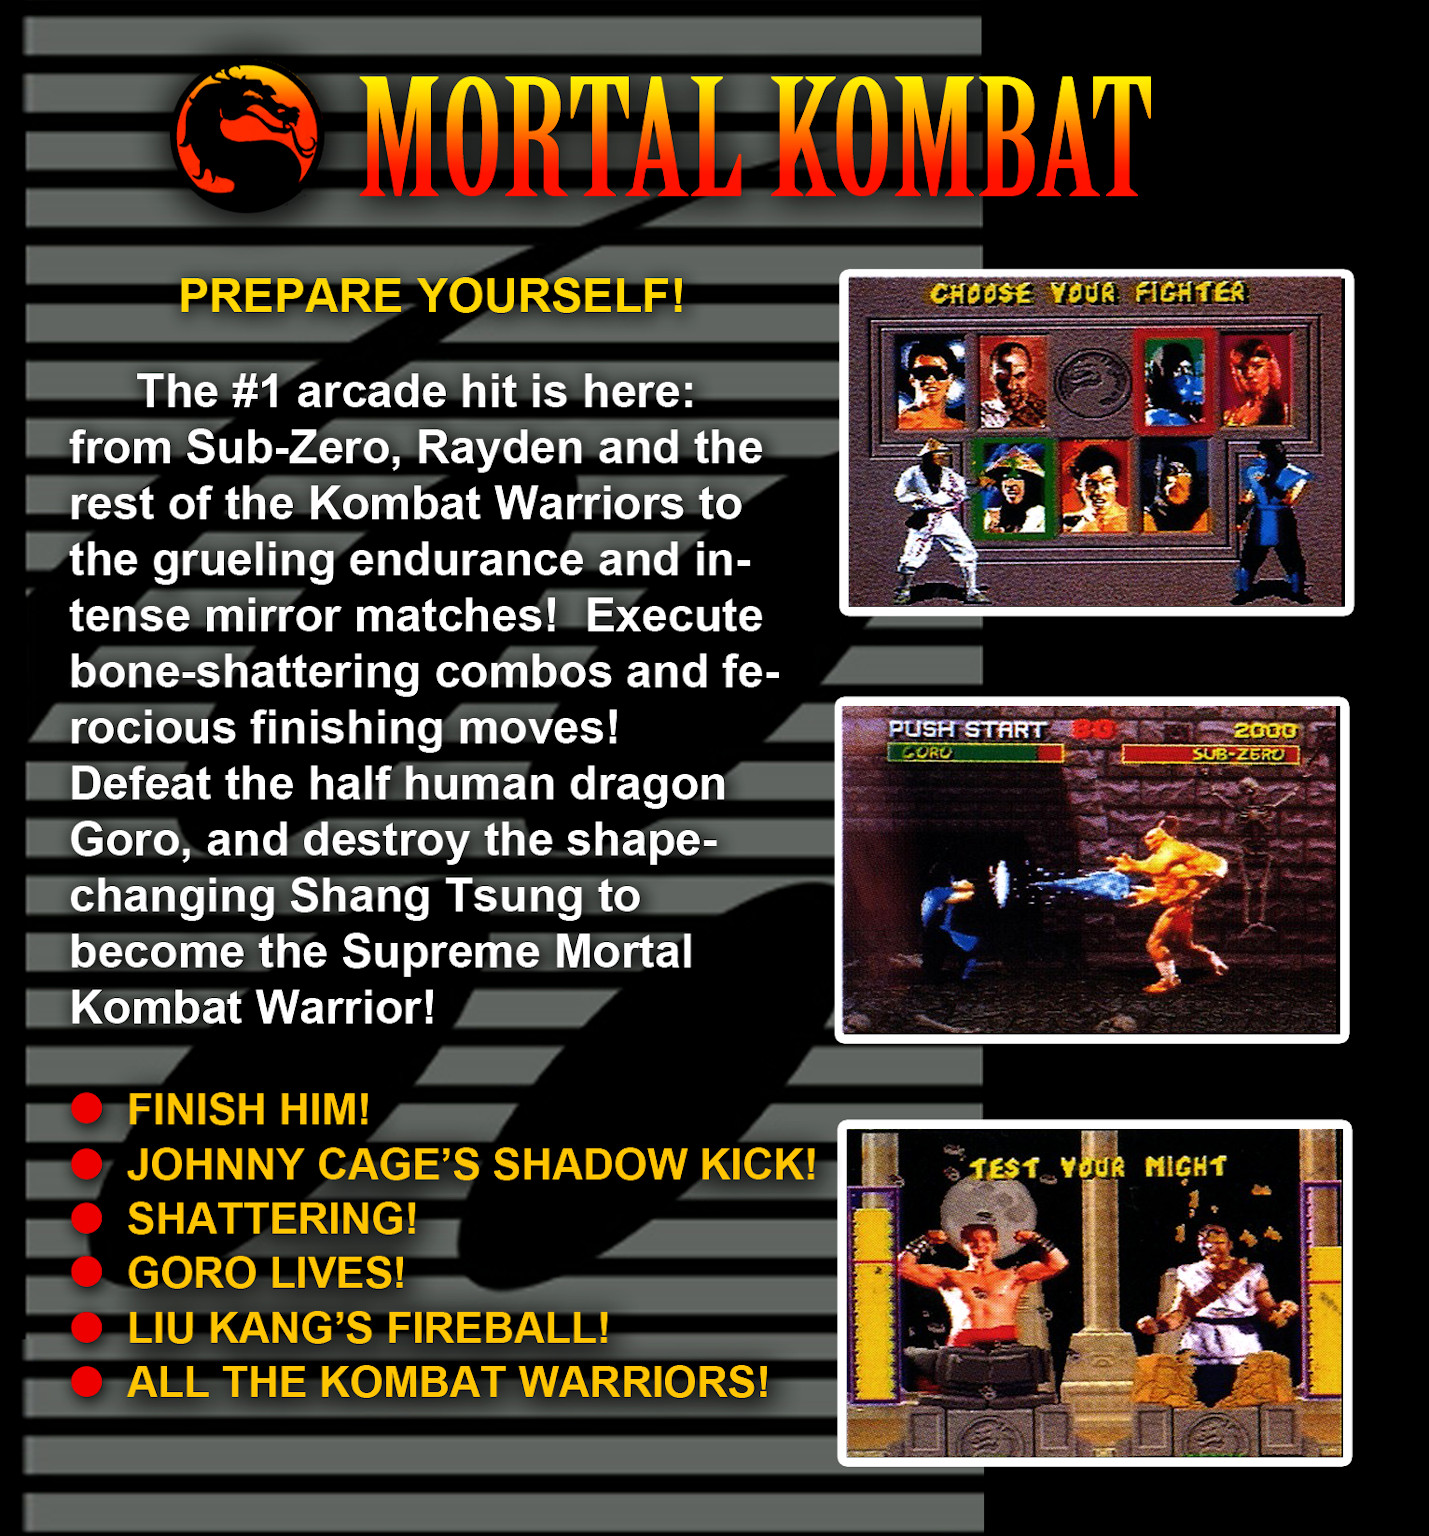 MORTAL KOMBAT
PREPARE YOURSELF!
The #1 arcade hit is here:
from Sub-Zero, Rayden and the
rest of the Kombat Warriors to
the grueling endurance and in-
tense mirror matches!  Execute
bone-shattering combos and fe-
rocious finishing moves!
Defeat the half human dragon
Goro, and destroy the shape-
changing Shang Tsung to
become the Supreme Mortal
Kombat Warrior!
FINISH HIM!
JOHNNY CAGE’S SHADOW KICK!
SHATTERING!
GORO LIVES!
LIU KANG’S FIREBALL!
ALL THE KOMBAT WARRIORS!
CHOOSE YOUR FIGHTER
PUSH START 2000
GORO SUB-ZERO
TEST YOUR MIGHT